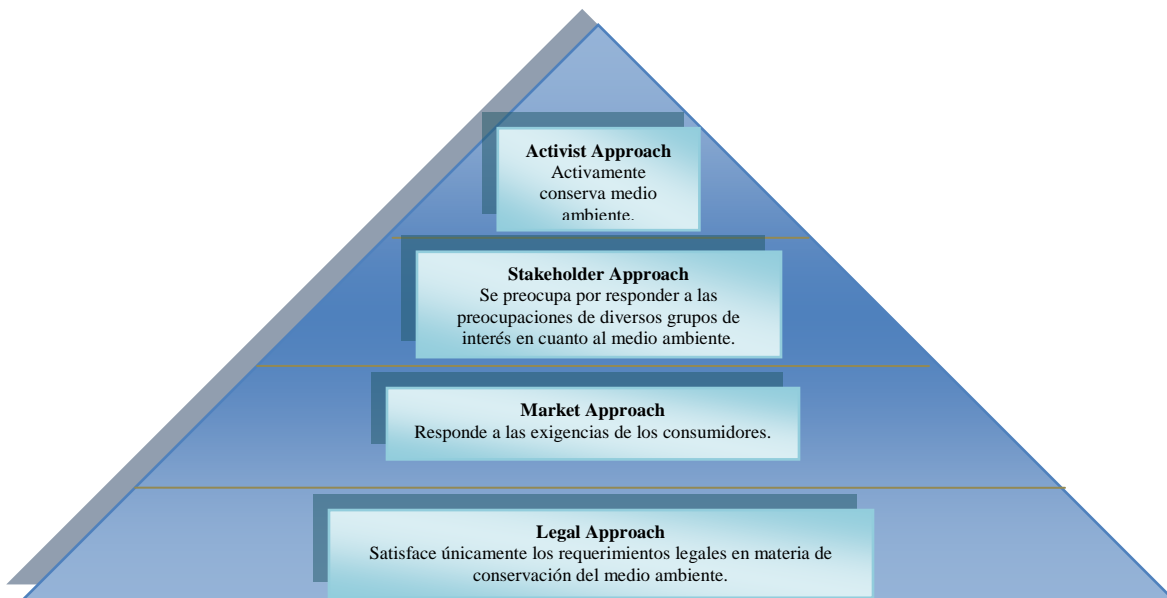 Activist Approach
Activamente
conserva medio
ambiente.
Stakeholder Approach
Se preocupa por responder a las
preocupaciones de diversos grupos de
interés en cuanto al medio ambiente.
Market Approach
Responde a las exigencias de los consumidores.
Legal Approach
Satisface únicamente los requerimientos legales en materia de
conservación del medio ambiente.